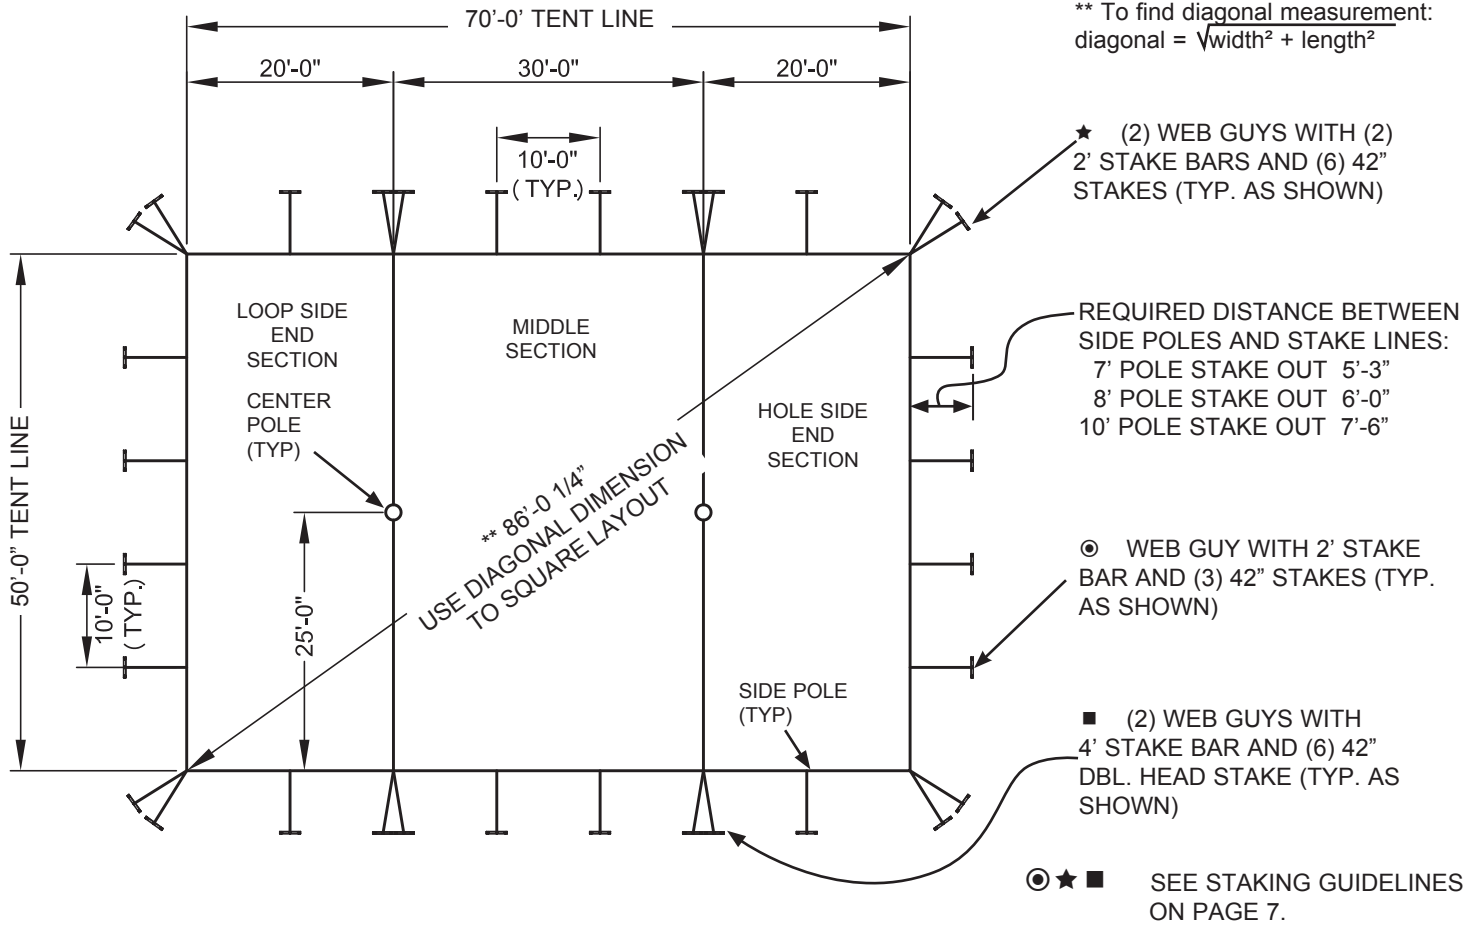 70’-0’ TENT LINE
** To find diagonal measurement:
diagonal = √width² + length²
20'-0"
30'-0"
20'-0"
10'-0"
( TYP.)
★ (2) WEB GUYS WITH (2)
2’ STAKE BARS AND (6) 42”
STAKES (TYP. AS SHOWN)
LOOP SIDE
END
SECTION
MIDDLE
SECTION
REQUIRED DISTANCE BETWEEN
SIDE POLES AND STAKE LINES:
7’ POLE STAKE OUT 5’-3”
8’ POLE STAKE OUT 6’-0”
10’ POLE STAKE OUT 7’-6”
CENTER
POLE
(TYP)
HOLE SIDE
END
SECTION
50’-0” TENT LINE
** 86’-0 1/4”
USE DIAGONAL DIMENSION
TO SQUARE LAYOUT
10'-0"
( TYP.)
25'-0"
◉ WEB GUY WITH 2’ STAKE
BAR AND (3) 42” STAKES (TYP.
AS SHOWN)
SIDE POLE
(TYP)
■ (2) WEB GUYS WITH
4’ STAKE BAR AND (6) 42”
DBL. HEAD STAKE (TYP. AS
SHOWN)
◉ ★ ■ SEE STAKING GUIDELINES
ON PAGE 7.